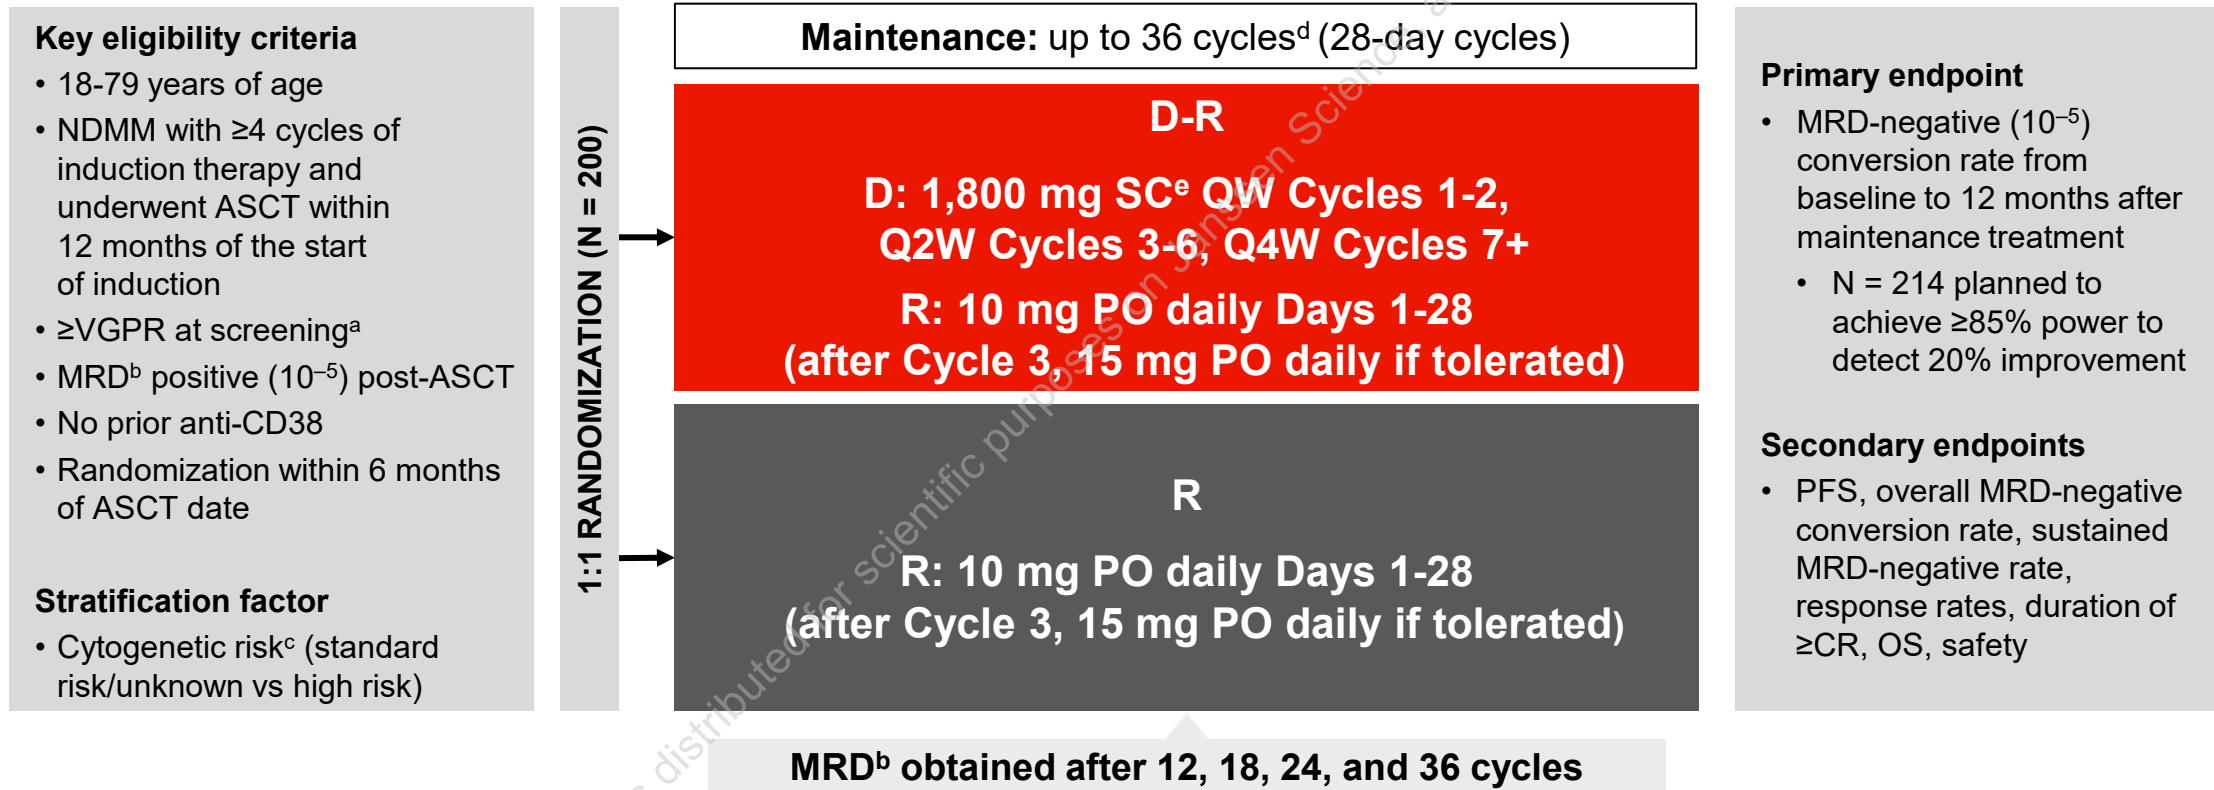 Key eligibility criteria
• 18-79 years of age
• NDMM with ≥4 cycles of
induction therapy and
underwent ASCT within
12 months of the start
of induction
• ≥VGPR at screeningᵃ
• MRDᵇ positive (10⁻⁵) post-ASCT
• No prior anti-CD38
• Randomization within 6 months
of ASCT date
Stratification factor
• Cytogenetic riskᶜ (standard
risk/unknown vs high risk)
1:1 RANDOMIZATION (N = 200)
Maintenance: up to 36 cyclesᵈ (28-day cycles)
D-R
D: 1,800 mg SCᵉ QW Cycles 1-2,
Q2W Cycles 3-6, Q4W Cycles 7+
R: 10 mg PO daily Days 1-28
(after Cycle 3, 15 mg PO daily if tolerated)
R
R: 10 mg PO daily Days 1-28
(after Cycle 3, 15 mg PO daily if tolerated)
MRDᵇ obtained after 12, 18, 24, and 36 cycles
Primary endpoint
• MRD-negative (10⁻⁵)
conversion rate from
baseline to 12 months after
maintenance treatment
• N = 214 planned to
achieve ≥85% power to
detect 20% improvement
Secondary endpoints
• PFS, overall MRD-negative
conversion rate, sustained
MRD-negative rate,
response rates, duration of
≥CR, OS, safety
distributed for scientific purposes on Janssen Science